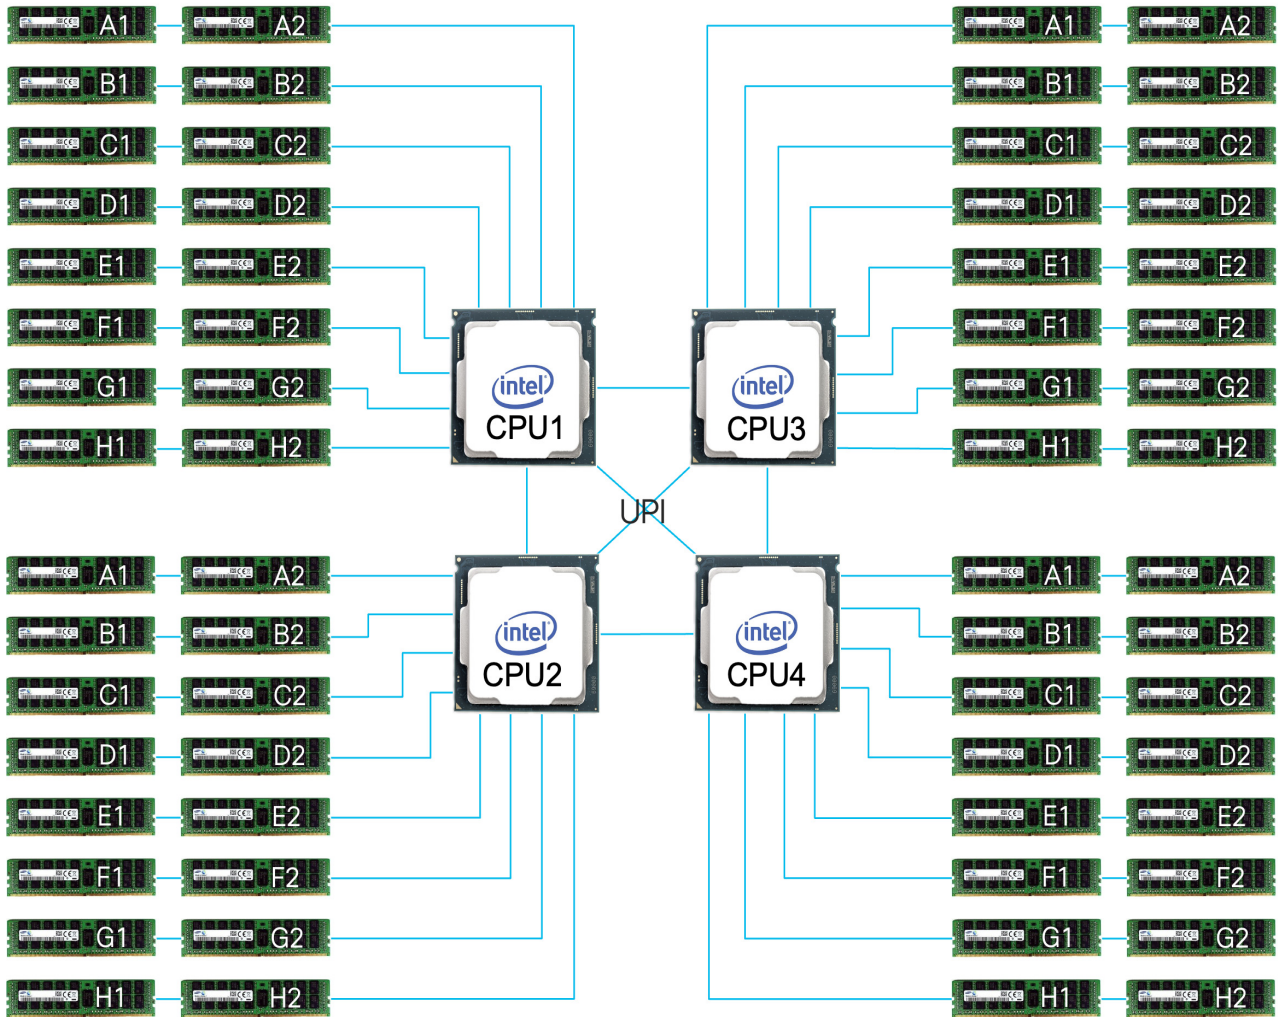 A1 A2 A1 A2
B1 B2 B1 B2
C1 C2 C1 C2
D1 D2 D1 D2
E1 E2 E1 E2
F1 F2 F1 F2
G1 G2 G1 G2
H1 H2 H1 H2
intel
CPU1
intel
CPU3
UPI
intel
CPU2
intel
CPU4
A1 A2 A1 A2
B1 B2 B1 B2
C1 C2 C1 C2
D1 D2 D1 D2
E1 E2 E1 E2
F1 F2 F1 F2
G1 G2 G1 G2
H1 H2 H1 H2